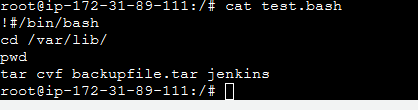 root@ip-172-31-89-111:/# cat test.bash
!#/bin/bash
cd /var/lib/
pwd
tar cvf backupfile.tar jenkins
root@ip-172-31-89-111:/#